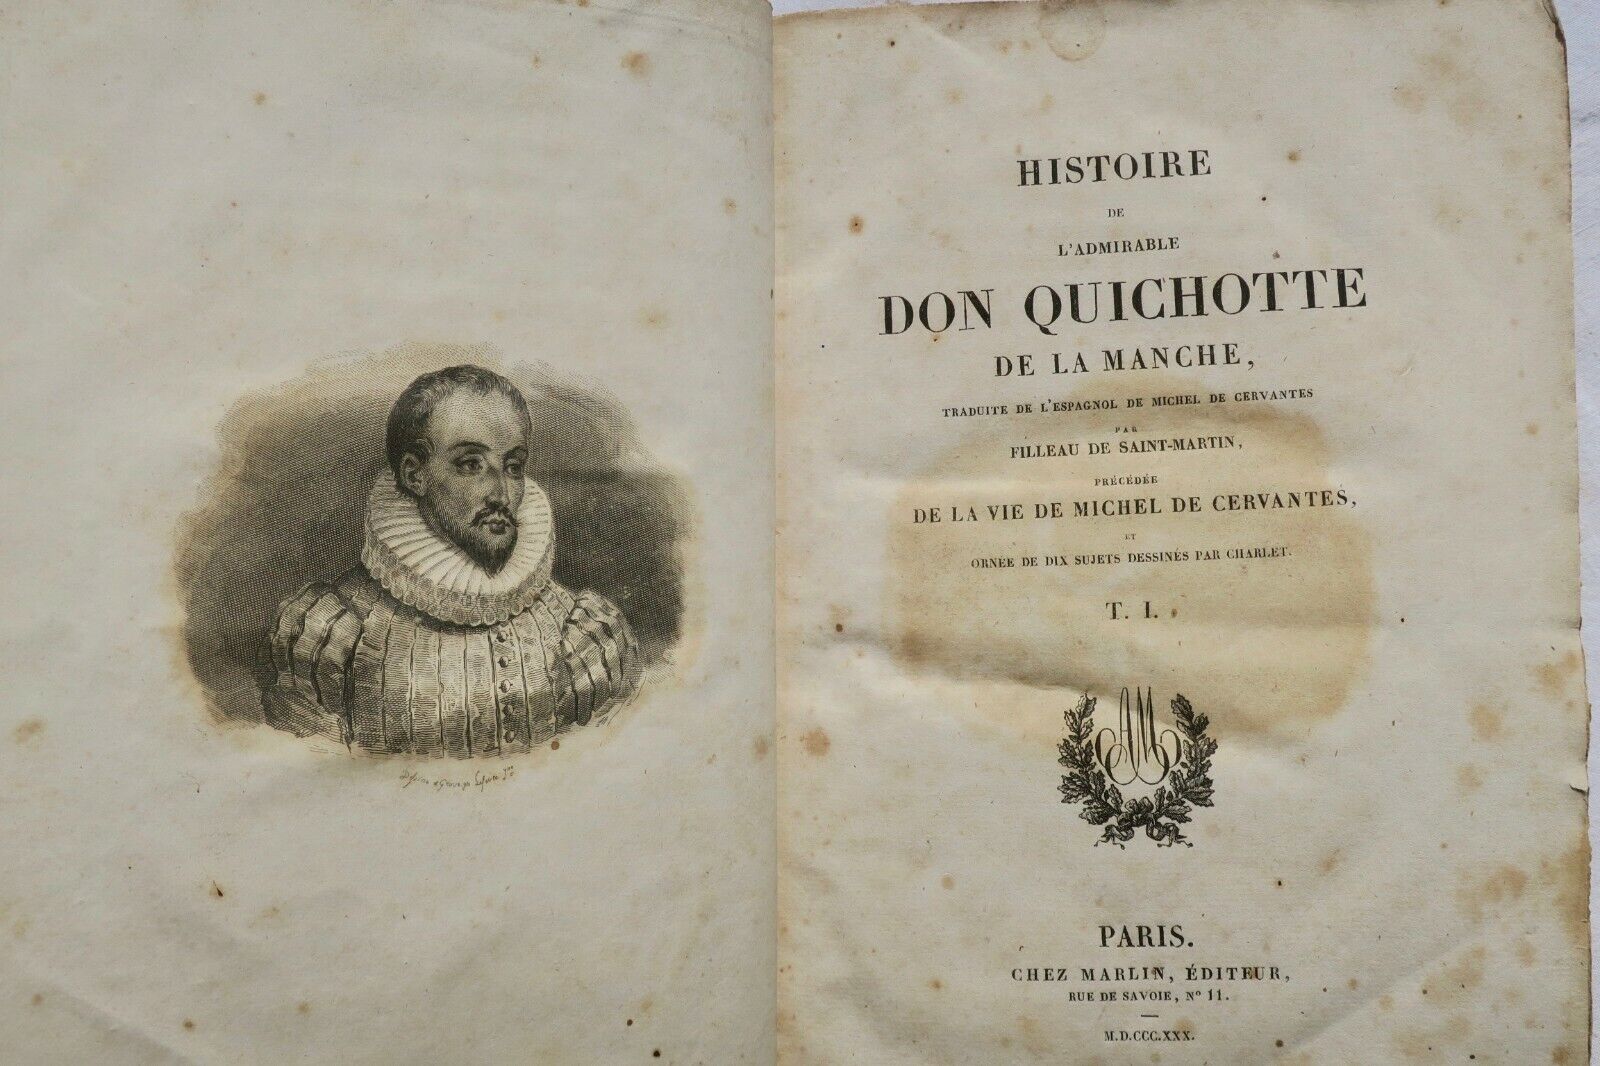 HISTOIRE
DE
L'ADMIRABLE
DON QUICHOTTE
DE LA MANCHE,
TRADUITE DE L'ESPAGNOL DE MICHEL DE CERVANTES
PAR
FILLEAU DE SAINT-MARTIN,
PRÉCÉDÉE
DE LA VIE DE MICHEL DE CERVANTES,
ET
ORNÉE DE DIX SUJETS DESSINÉS PAR CHARLET.
T. I.
AM
PARIS.
CHEZ MARLIN, ÉDITEUR,
RUE DE SAVOIE, Nº 11.
M.D.CCC.XXX.